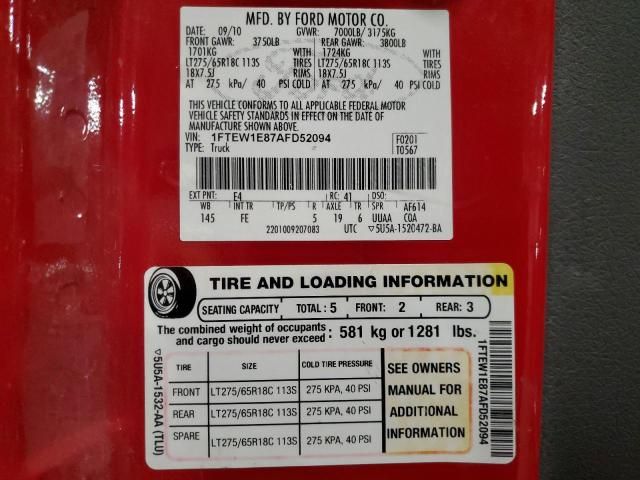 MFD. BY FORD MOTOR CO.
DATE: 09/10 GVWR: 7000LB/ 3175KG
FRONT GAWR: 3750LB REAR GAWR: 3800LB
1701KG WITH 1724KG WITH
LT275/65R18C 113S TIRES LT275/65R18C 113S TIRES
18X7.5J RIMS 18X7.5J RIMS
AT 275 kPa/ 40 PSI COLD AT 275 kPa/ 40 PSI COLD
THIS VEHICLE CONFORMS TO ALL APPLICABLE FEDERAL MOTOR
VEHICLE SAFETY STANDARDS IN EFFECT ON THE DATE OF
MANUFACTURE SHOWN ABOVE.
VIN: 1FTEW1E87AFD52094 F0201
TYPE: Truck T0567
EXT PNT: E4 RC: 41 DSO:
WB INT TR TP/PS R AXLE TR SPR AF614
145 FE 5 19 6 UUAA COA
2201009207083 UTC ▽5U5A-1520472-BA
TIRE AND LOADING INFORMATION
SEATING CAPACITY TOTAL: 5 FRONT: 2 REAR: 3
The combined weight of occupants
and cargo should never exceed: 581 kg or 1281 lbs.
TIRE SIZE COLD TIRE PRESSURE
FRONT LT275/65R18C 113S 275 KPA, 40 PSI
REAR LT275/65R18C 113S 275 KPA, 40 PSI
SPARE LT275/65R18C 113S 275 KPA, 40 PSI
SEE OWNERS
MANUAL FOR
ADDITIONAL
INFORMATION
▽5U5A-1532-AA (TLU)
1FTEW1E87AFD52094